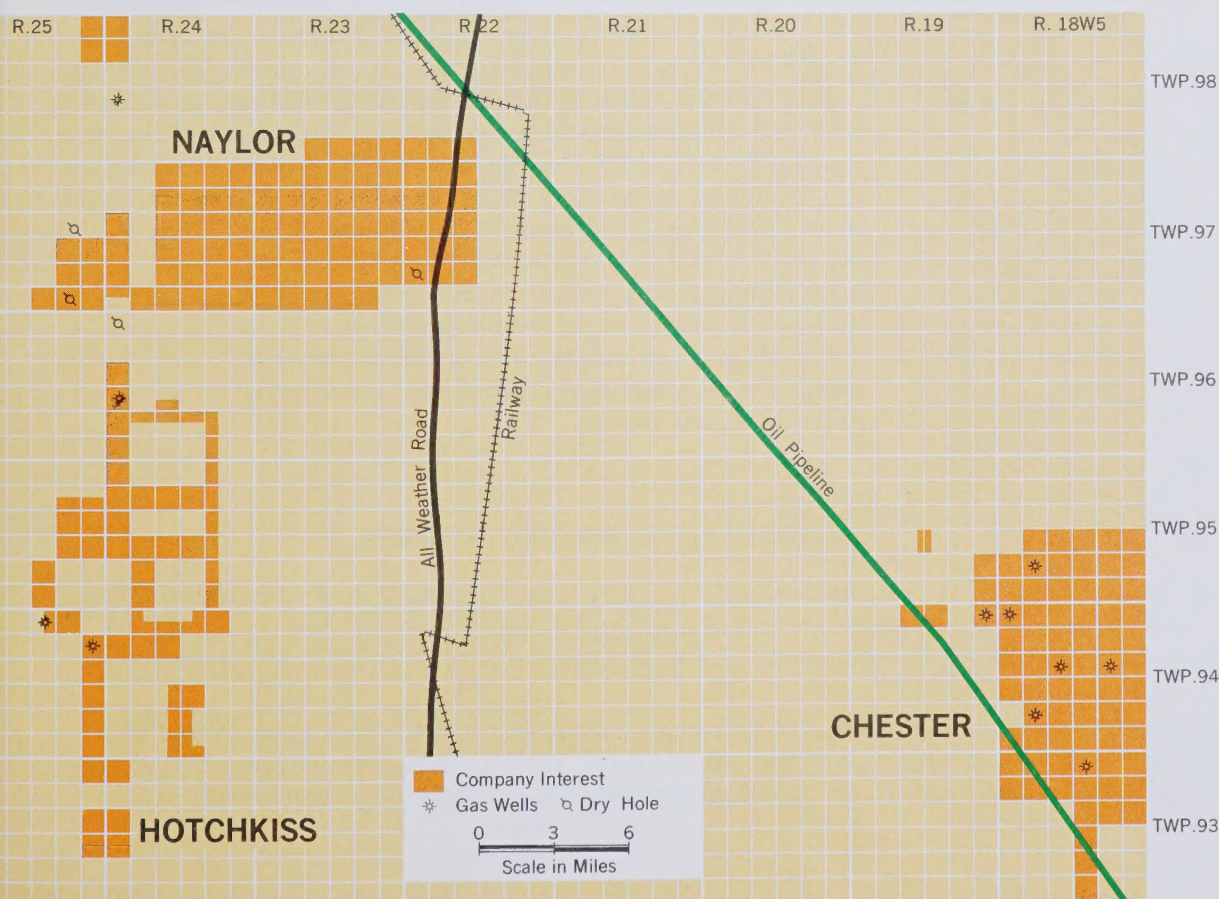 R.25 R.24 R.23 R.22 R.21 R.20 R.19 R. 18W5
TWP.98
NAYLOR
TWP.97
TWP.96
All Weather Road
Railway
Oil Pipeline
TWP.95
TWP.94
CHESTER
Company Interest
Gas Wells Dry Hole
0 3 6
Scale in Miles
HOTCHKISS
TWP.93